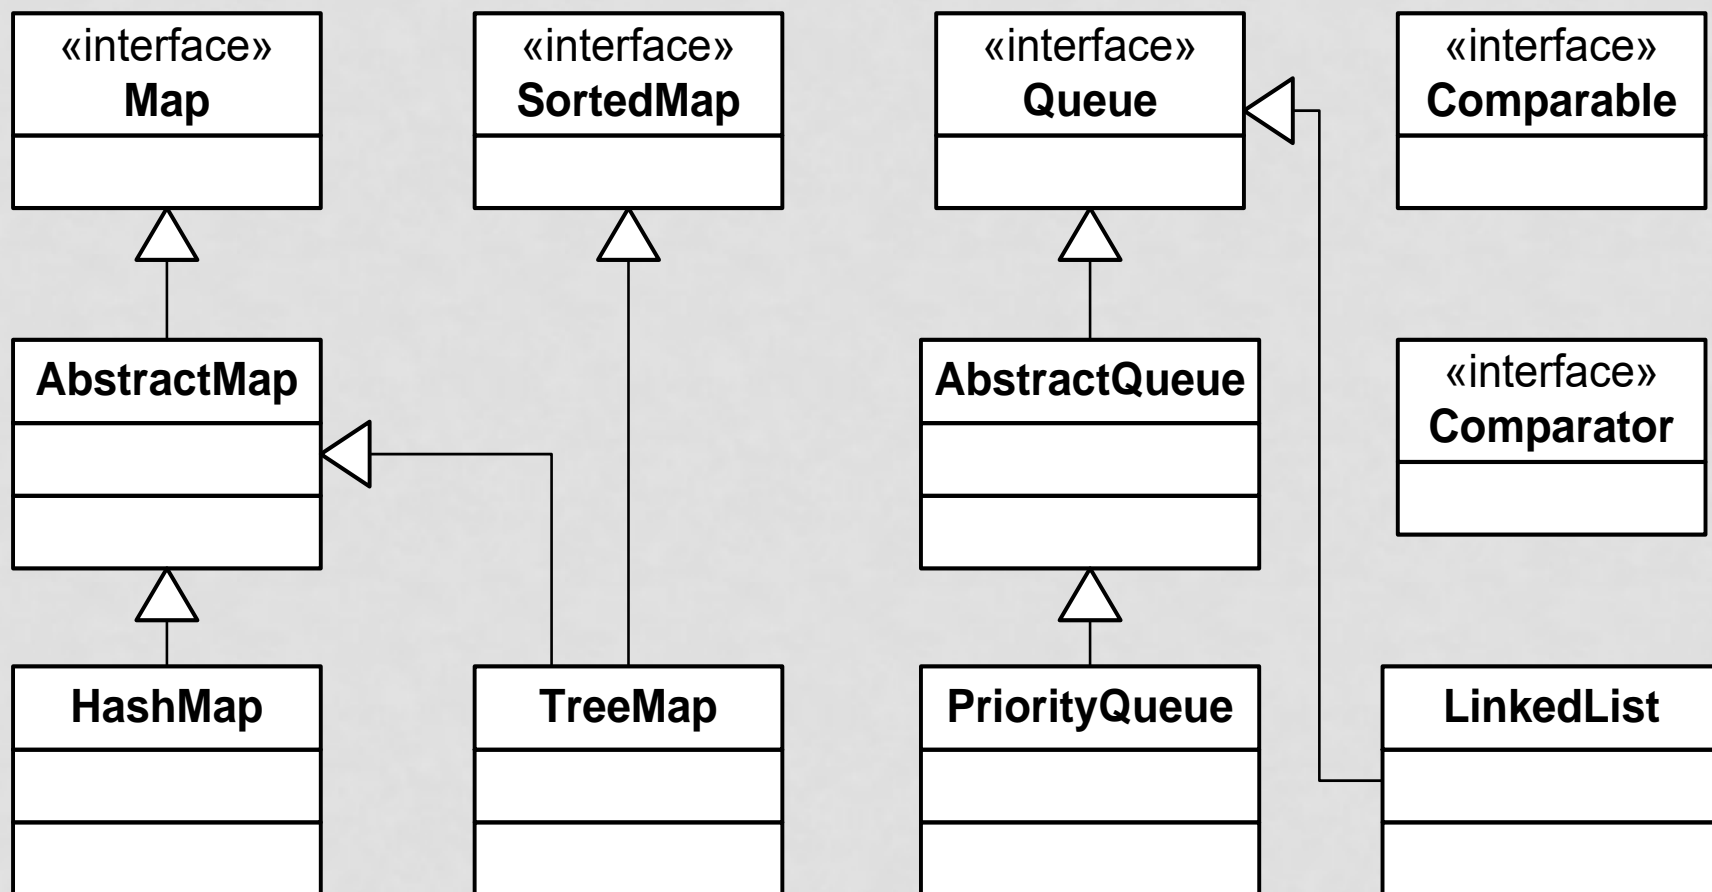 «interface»
Map
«interface»
SortedMap
«interface»
Queue
«interface»
Comparable
AbstractMap
AbstractQueue
«interface»
Comparator
HashMap
TreeMap
PriorityQueue
LinkedList